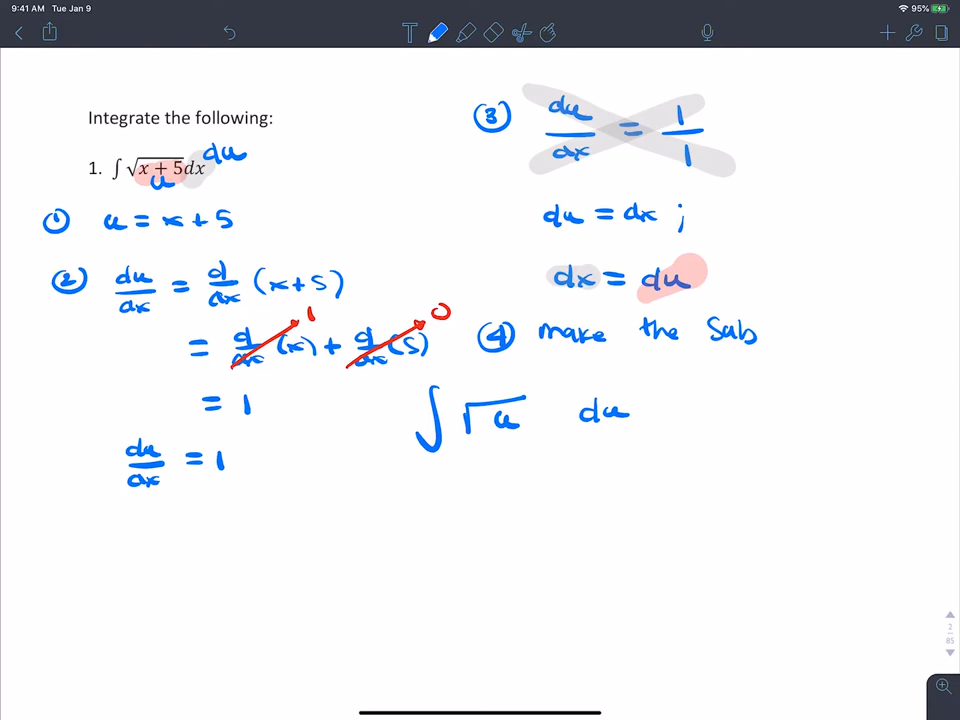 9:41 AM Tue Jan 9
95%
T
Integrate the following:
1. ∫ √x + 5 dx
du
u
① u = x + 5
② du/dx = d/dx (x + 5)
= d/dx (x) + d/dx (5)
1
0
= 1
du/dx = 1
③ du/dx = 1/1
du = dx ;
dx = du
④ make the Sub
∫ √u du
2
85